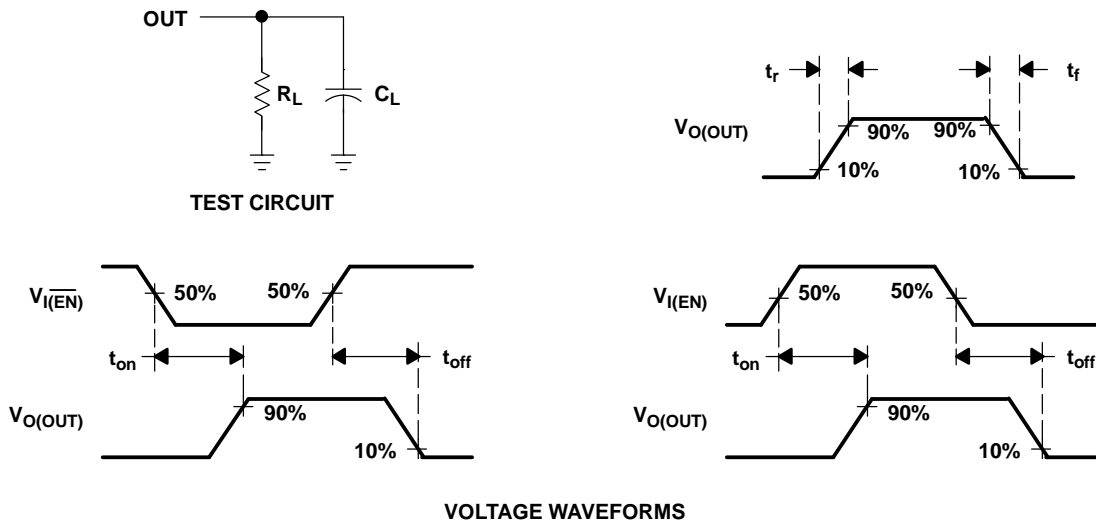 OUT
R_L
C_L
TEST CIRCUIT
t_r
t_f
V_O(OUT)
90%
90%
10%
10%
V_I(E̅N̅)
50%
50%
t_on
t_off
V_O(OUT)
90%
10%
V_I(EN)
50%
50%
t_on
t_off
V_O(OUT)
90%
10%
VOLTAGE WAVEFORMS